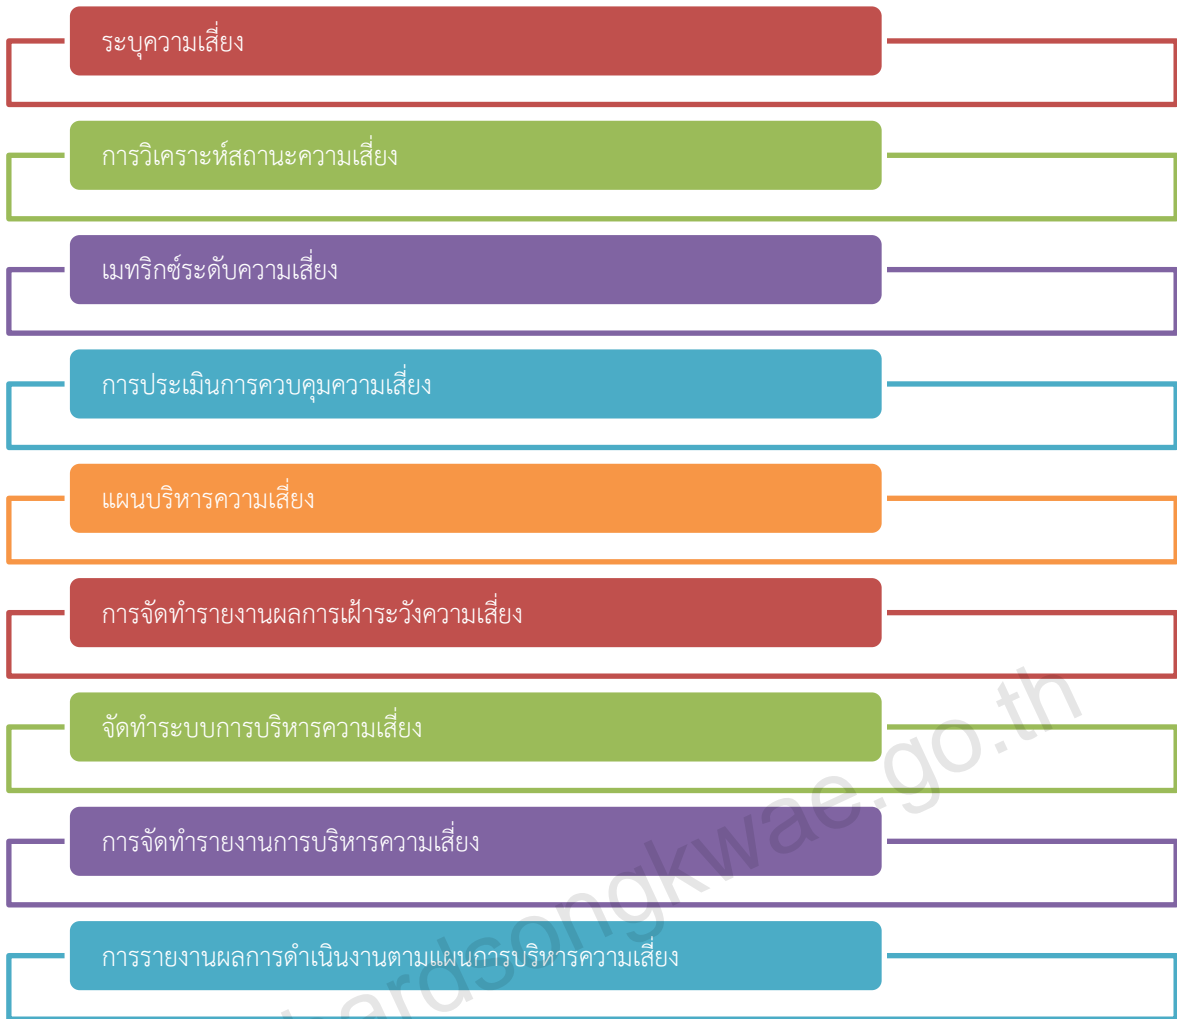 ระบุความเสี่ยง
การวิเคราะห์สถานะความเสี่ยง
เมทริกซ์ระดับความเสี่ยง
การประเมินการควบคุมความเสี่ยง
แผนบริหารความเสี่ยง
การจัดทำรายงานผลการเฝ้าระวังความเสี่ยง
จัดทำระบบการบริหารความเสี่ยง
การจัดทำรายงานการบริหารความเสี่ยง
การรายงานผลการดำเนินงานตามแผนการบริหารความเสี่ยง
ardsongkwae.go.th